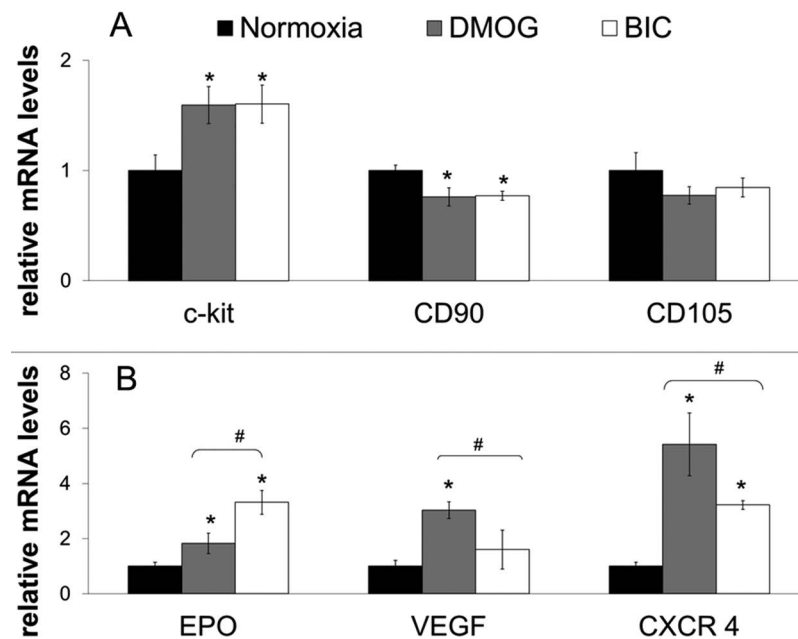 A
Normoxia DMOG BIC
relative mRNA levels
2
1
0
* *
* *
c-kit CD90 CD105
B
relative mRNA levels
8
6
4
2
0
# # #
* * * * *
EPO VEGF CXCR 4